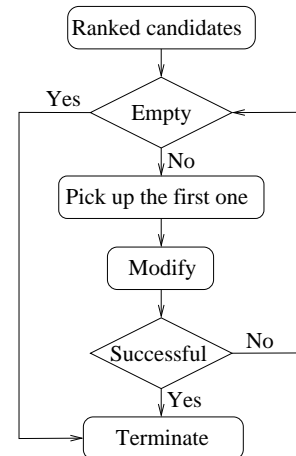 Ranked candidates
Yes
Empty
No
Pick up the first one
Modify
Successful
No
Yes
Terminate